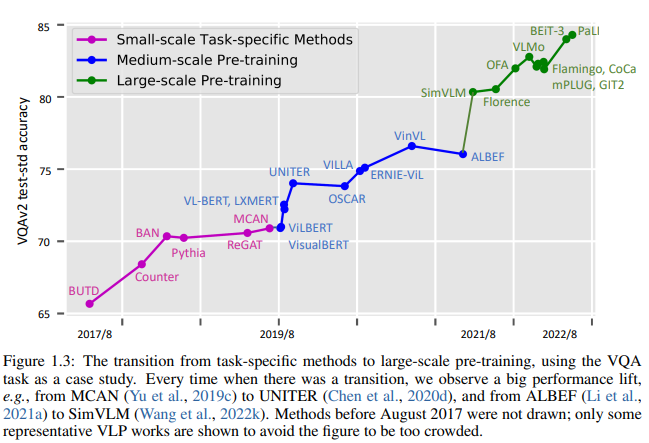 85
80
75
70
65
VQAv2 test-std accuracy
Small-scale Task-specific Methods
Medium-scale Pre-training
Large-scale Pre-training
BEiT-3 PaLI
VLMo
OFA
Flamingo, CoCa
mPLUG, GIT2
SimVLM
Florence
VinVL
ALBEF
UNITER
VILLA
ERNIE-ViL
OSCAR
VL-BERT, LXMERT
MCAN
BAN
ViLBERT
ReGAT
VisualBERT
Pythia
Counter
BUTD
2017/8
2019/8
2021/8
2022/8
Figure 1.3: The transition from task-specific methods to large-scale pre-training, using the VQA
task as a case study. Every time when there was a transition, we observe a big performance lift,
e.g., from MCAN (Yu et al., 2019c) to UNITER (Chen et al., 2020d), and from ALBEF (Li et al.,
2021a) to SimVLM (Wang et al., 2022k). Methods before August 2017 were not drawn; only some
representative VLP works are shown to avoid the figure to be too crowded.